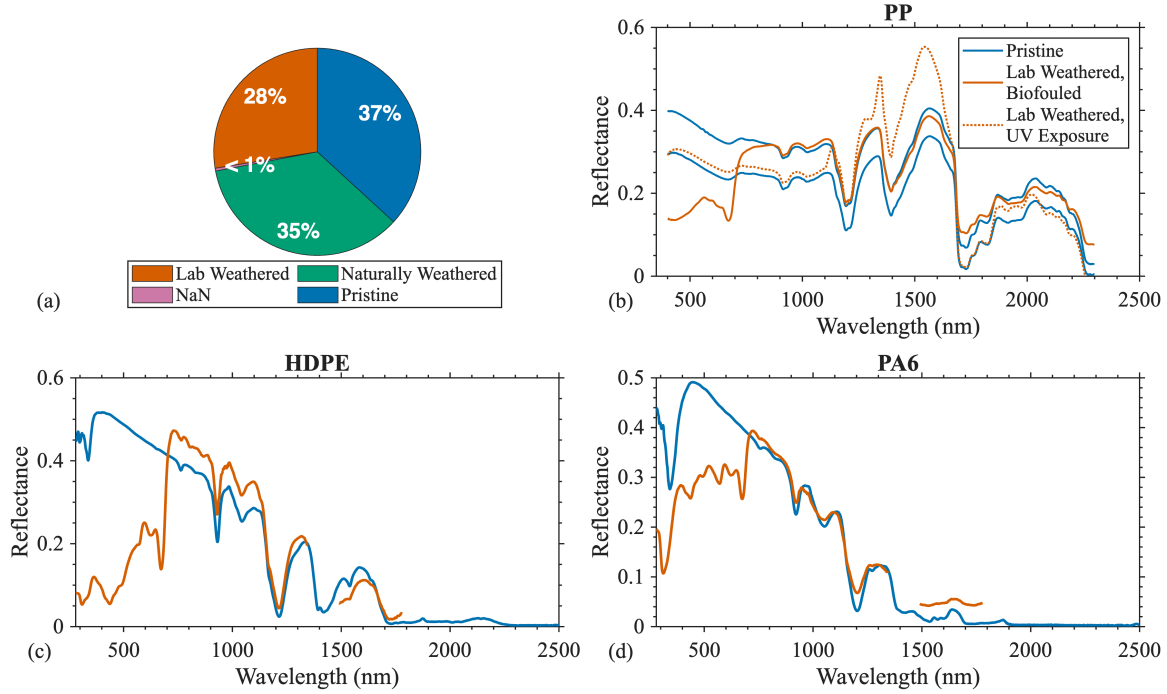 (a)
28%
37%
< 1%
35%
Lab Weathered
Naturally Weathered
NaN
Pristine
PP
Reflectance
0.6
0.4
0.2
0
Pristine
Lab Weathered,
Biofouled
Lab Weathered,
UV Exposure
(b)
500 1000 1500 2000 2500
Wavelength (nm)
HDPE
Reflectance
0.6
0.4
0.2
0
(c)
500 1000 1500 2000 2500
Wavelength (nm)
PA6
Reflectance
0.5
0.4
0.3
0.2
0.1
0
(d)
500 1000 1500 2000 2500
Wavelength (nm)